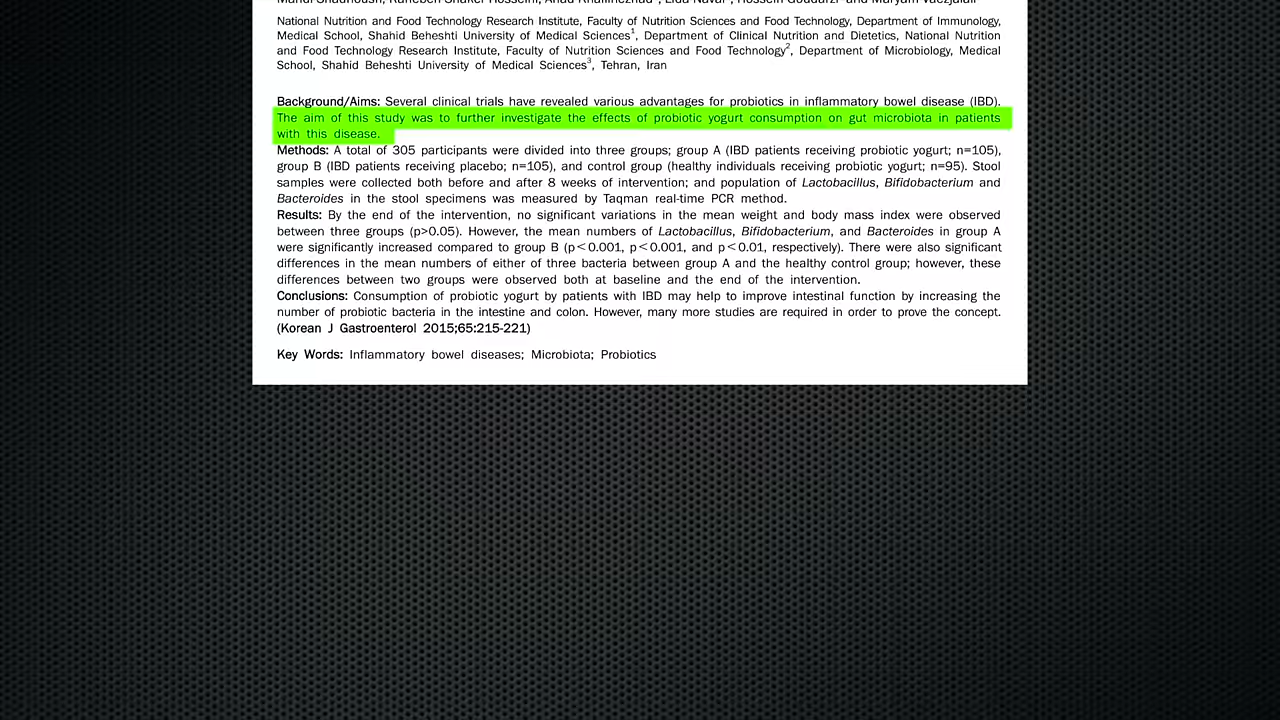 National Nutrition and Food Technology Research Institute, Faculty of Nutrition Sciences and Food Technology, Department of Immunology,
Medical School, Shahid Beheshti University of Medical Sciences1, Department of Clinical Nutrition and Dietetics, National Nutrition
and Food Technology Research Institute, Faculty of Nutrition Sciences and Food Technology2, Department of Microbiology, Medical
School, Shahid Beheshti University of Medical Sciences3, Tehran, Iran
Background/Aims: Several clinical trials have revealed various advantages for probiotics in inflammatory bowel disease (IBD).
The aim of this study was to further investigate the effects of probiotic yogurt consumption on gut microbiota in patients
with this disease.
Methods: A total of 305 participants were divided into three groups; group A (IBD patients receiving probiotic yogurt; n=105),
group B (IBD patients receiving placebo; n=105), and control group (healthy individuals receiving probiotic yogurt; n=95). Stool
samples were collected both before and after 8 weeks of intervention; and population of Lactobacillus, Bifidobacterium and
Bacteroides in the stool specimens was measured by Taqman real-time PCR method.
Results: By the end of the intervention, no significant variations in the mean weight and body mass index were observed
between three groups (p>0.05). However, the mean numbers of Lactobacillus, Bifidobacterium, and Bacteroides in group A
were significantly increased compared to group B (p<0.001, p<0.001, and p<0.01, respectively). There were also significant
differences in the mean numbers of either of three bacteria between group A and the healthy control group; however, these
differences between two groups were observed both at baseline and the end of the intervention.
Conclusions: Consumption of probiotic yogurt by patients with IBD may help to improve intestinal function by increasing the
number of probiotic bacteria in the intestine and colon. However, many more studies are required in order to prove the concept.
(Korean J Gastroenterol 2015;65:215-221)
Key Words: Inflammatory bowel diseases; Microbiota; Probiotics